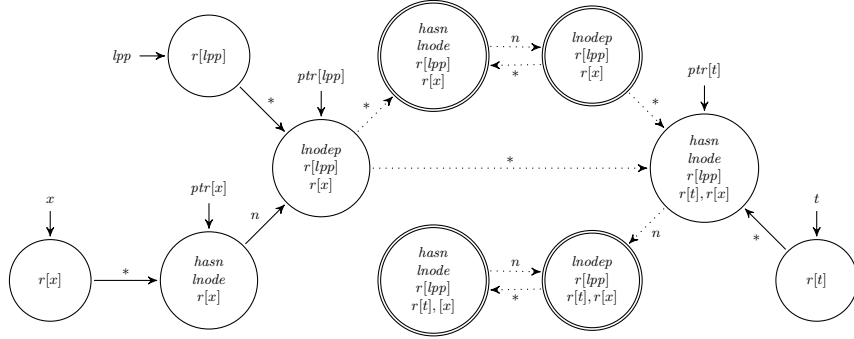 lpp
r[lpp]
*
ptr[lpp]
hasn
lnode
r[lpp]
r[x]
n
*
lnodep
r[lpp]
r[x]
*
*
ptr[t]
lnodep
r[lpp]
r[x]
*
hasn
lnode
r[lpp]
r[t], r[x]
x
r[x]
*
ptr[x]
hasn
lnode
r[x]
n
hasn
lnode
r[lpp]
r[t], [x]
n
*
lnodep
r[lpp]
r[t], r[x]
n
*
t
r[t]